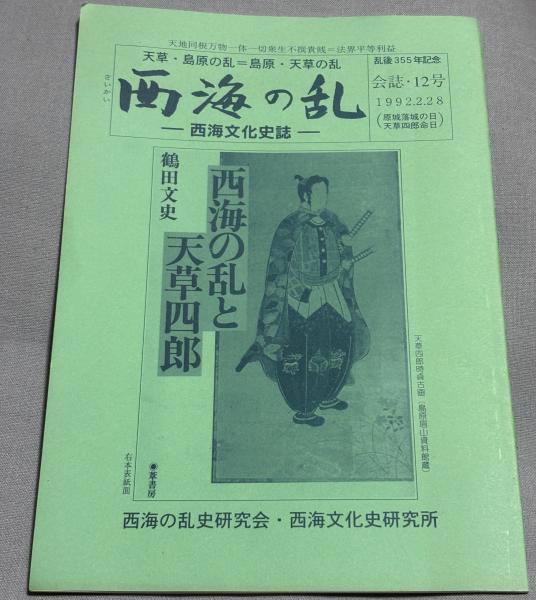 天地同根万物一体一切衆生不撰貴賎＝法界平等利益
天草・島原の乱＝島原・天草の乱
さいかい
西海の乱
― 西海文化史誌 ―
乱後355年記念
会誌・12号
1992.2.28
（原城落城の日
天草四郎命日）
鶴田文史
西海の乱と
天草四郎
天草四郎時貞古画（島原眉山資料館蔵）
◉葦書房
右本表紙画
西海の乱史研究会・西海文化史研究所